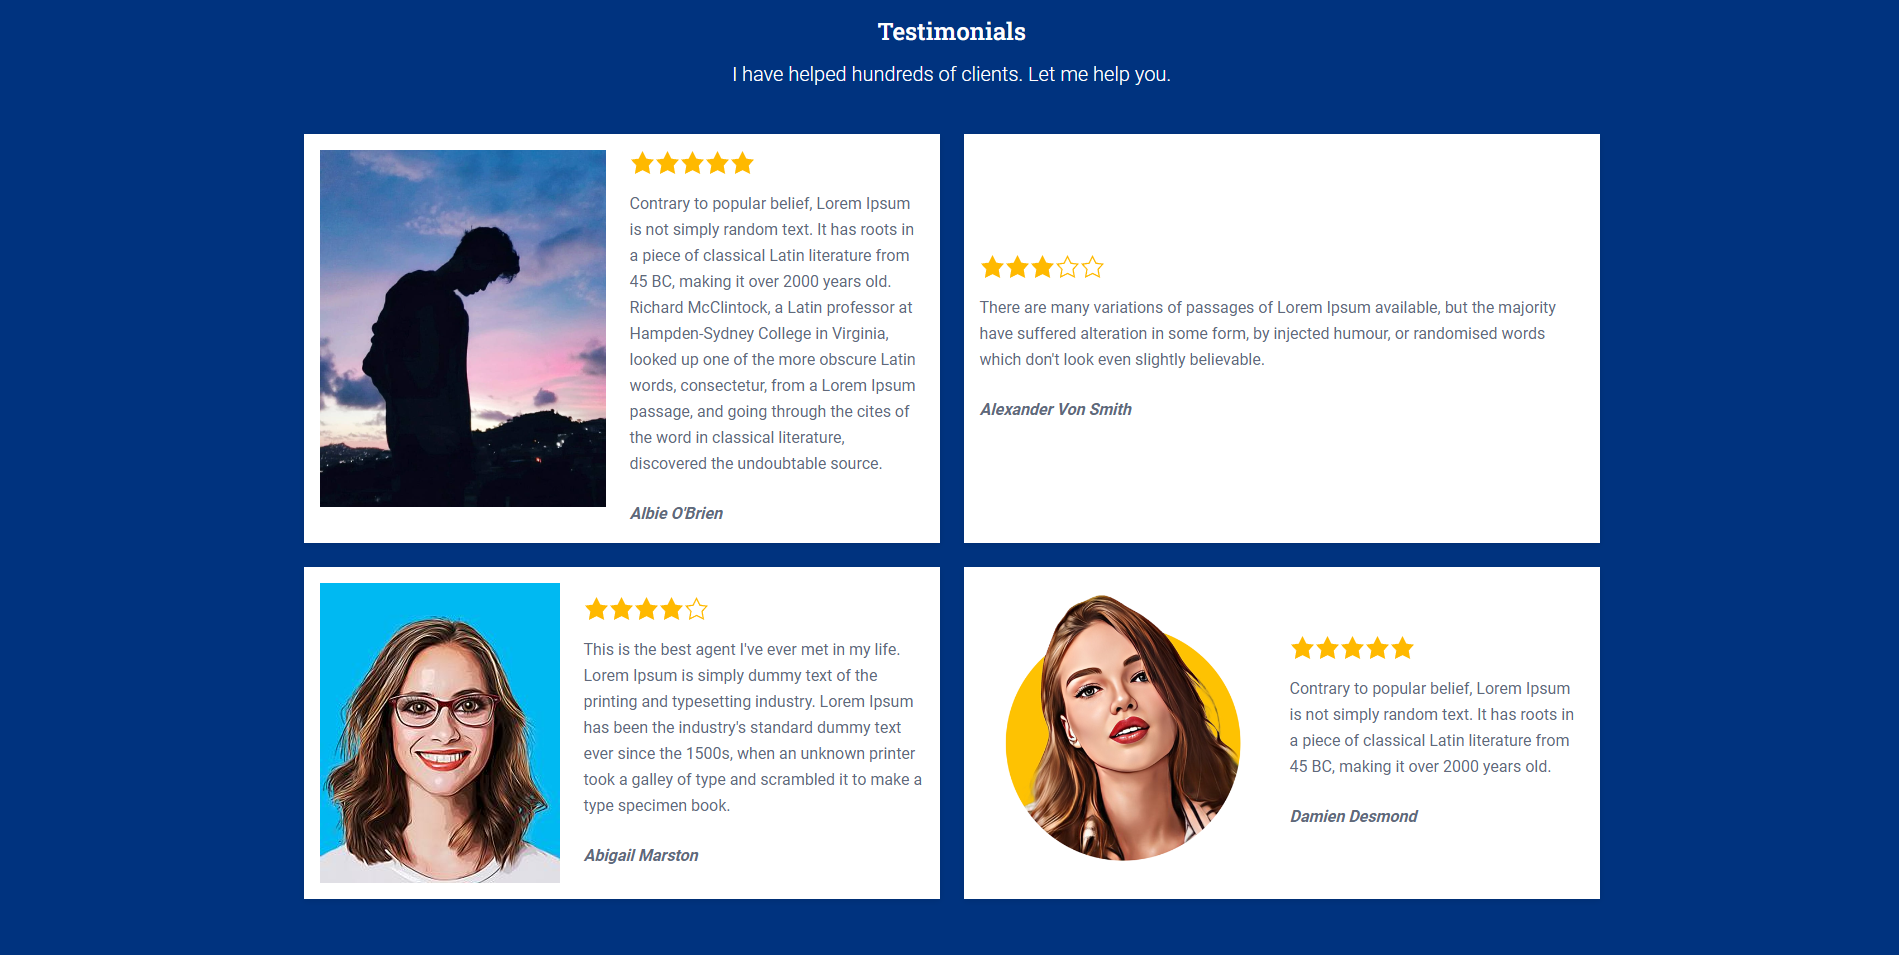 Testimonials
I have helped hundreds of clients. Let me help you.
Contrary to popular belief, Lorem Ipsum
is not simply random text. It has roots in
a piece of classical Latin literature from
45 BC, making it over 2000 years old.
Richard McClintock, a Latin professor at
Hampden-Sydney College in Virginia,
looked up one of the more obscure Latin
words, consectetur, from a Lorem Ipsum
passage, and going through the cites of
the word in classical literature,
discovered the undoubtable source.
Albie O'Brien
There are many variations of passages of Lorem Ipsum available, but the majority
have suffered alteration in some form, by injected humour, or randomised words
which don't look even slightly believable.
Alexander Von Smith
This is the best agent I've ever met in my life.
Lorem Ipsum is simply dummy text of the
printing and typesetting industry. Lorem Ipsum
has been the industry's standard dummy text
ever since the 1500s, when an unknown printer
took a galley of type and scrambled it to make a
type specimen book.
Abigail Marston
Contrary to popular belief, Lorem Ipsum
is not simply random text. It has roots in
a piece of classical Latin literature from
45 BC, making it over 2000 years old.
Damien Desmond